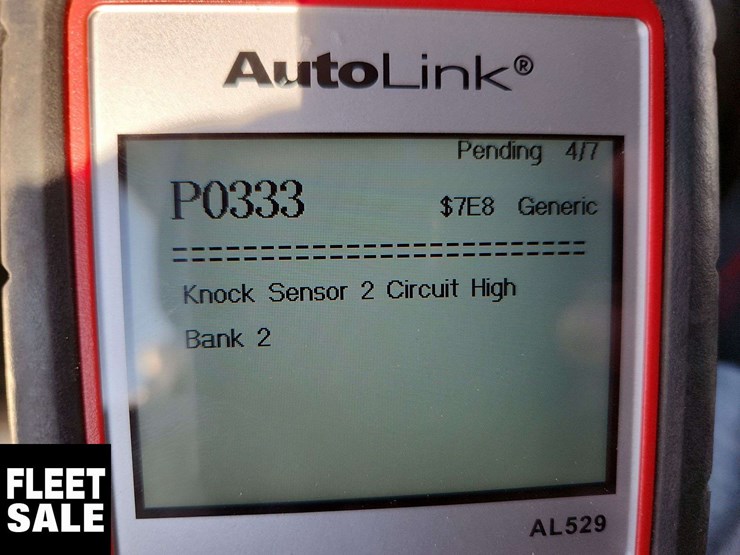 AutoLink®
Pending 4/7
P0333 $7E8 Generic
====================================
Knock Sensor 2 Circuit High
Bank 2
AL529
FLEET
SALE